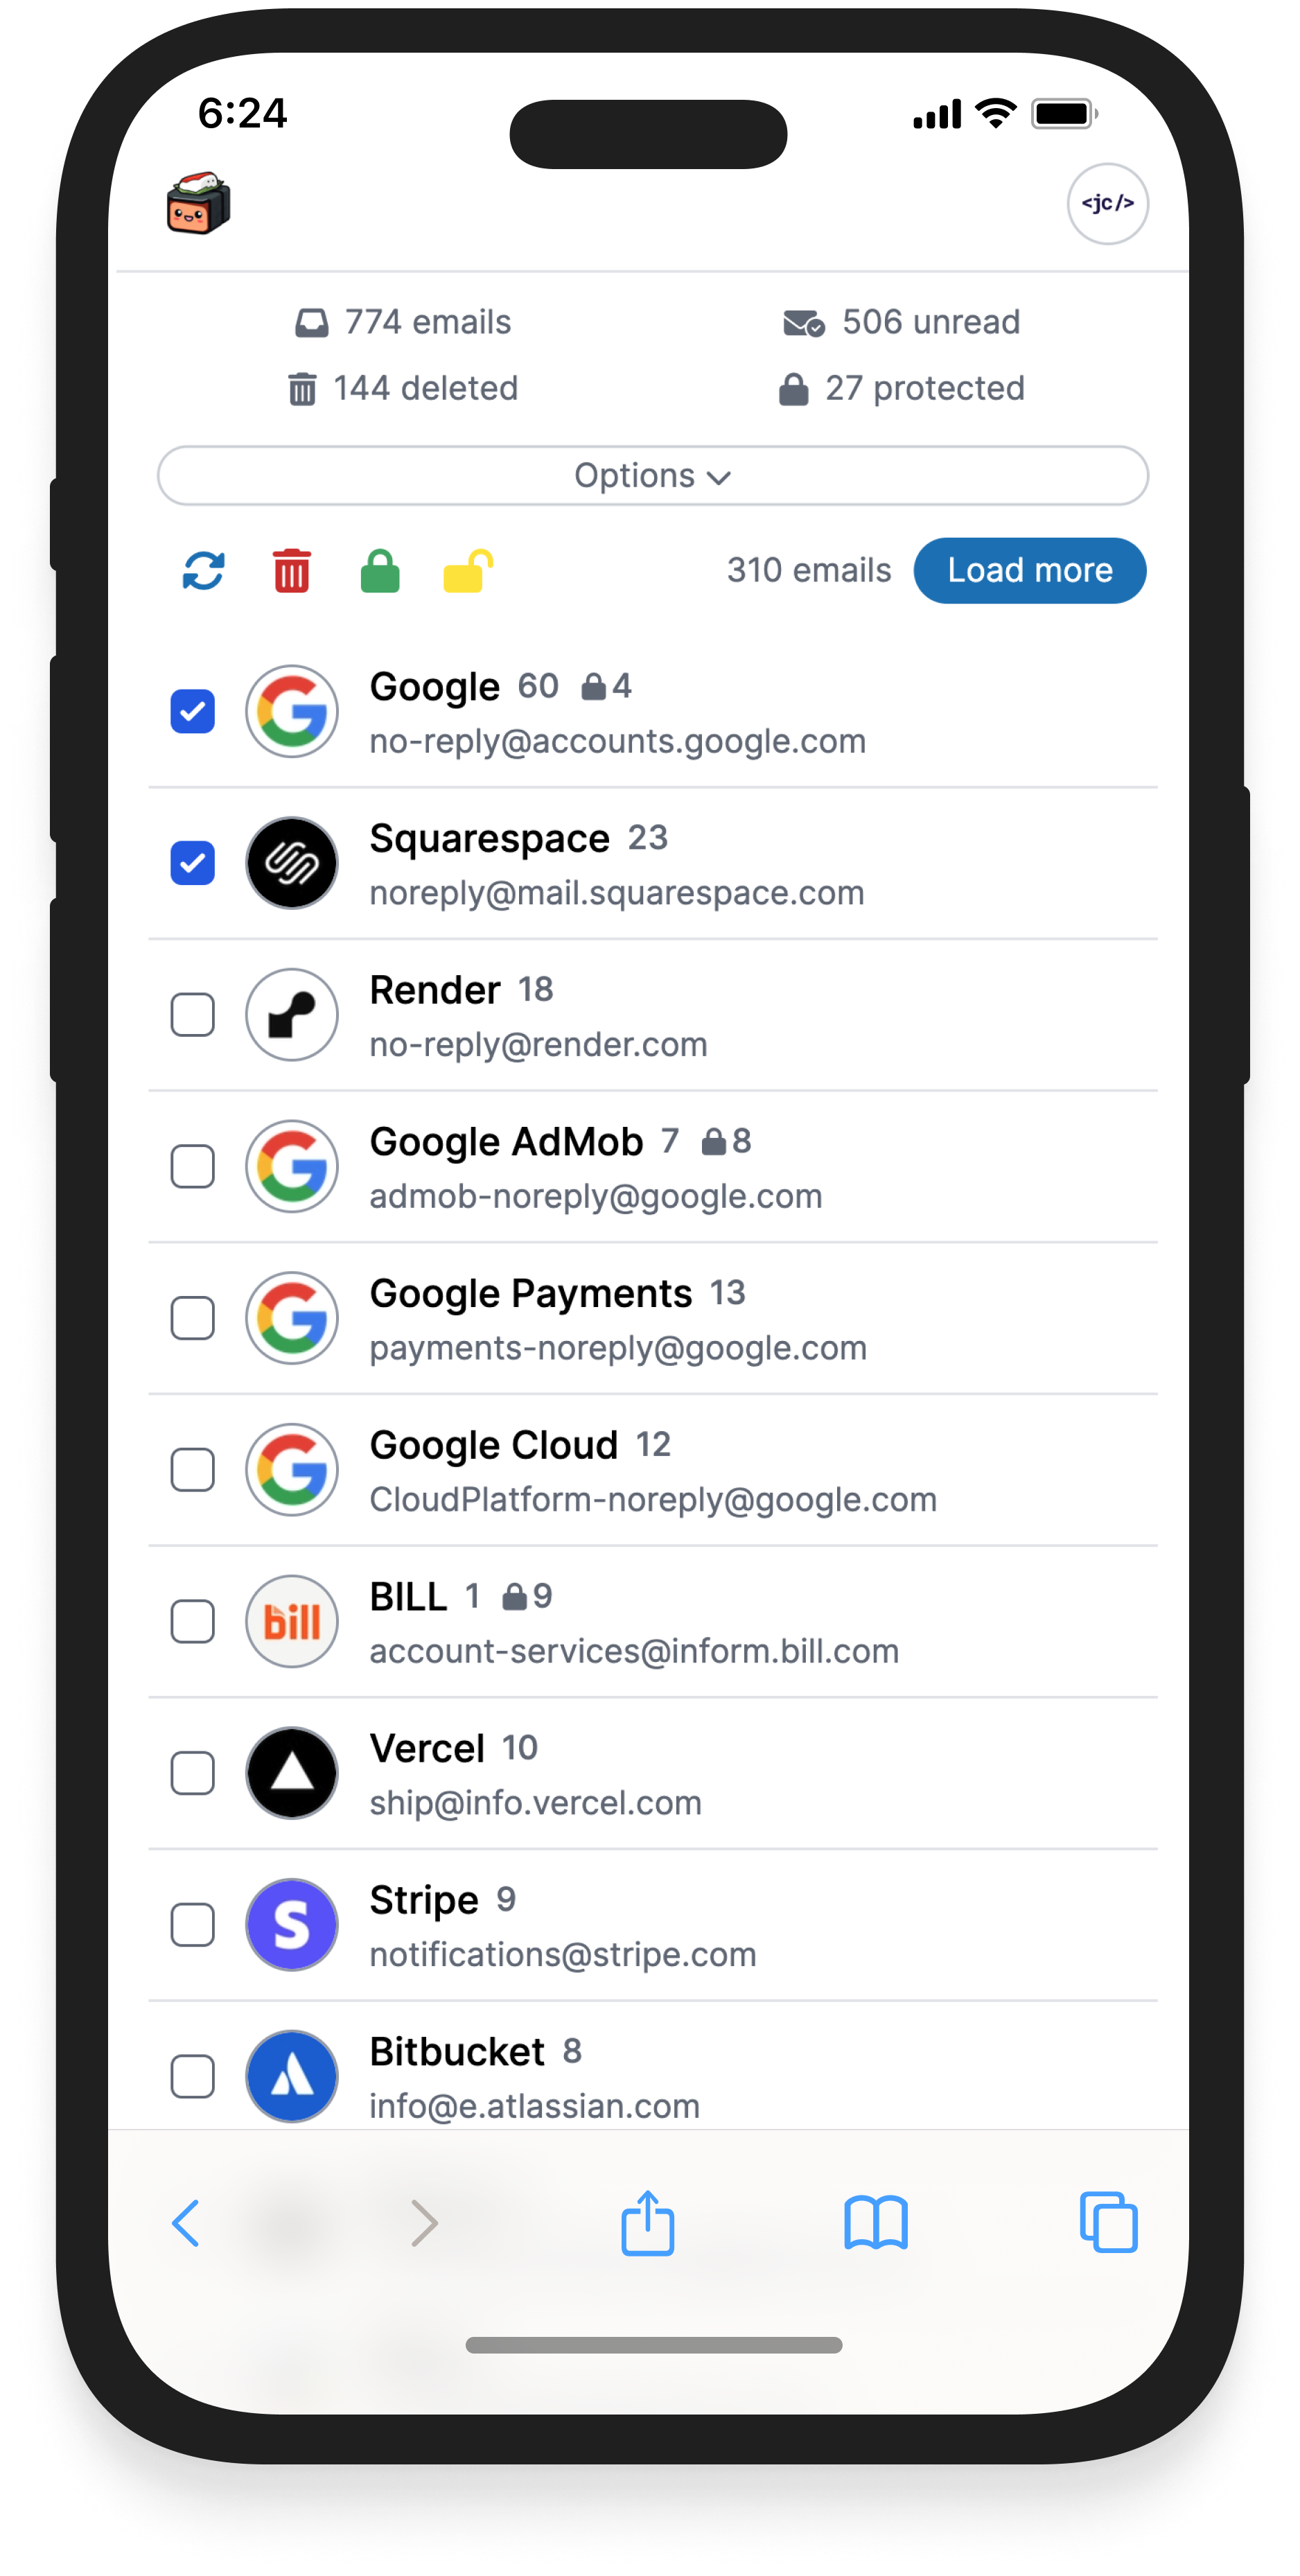 6:24
<jc/>
774 emails
506 unread
144 deleted
27 protected
Options
310 emails
Load more
Google 60 4
no-reply@accounts.google.com
Squarespace 23
noreply@mail.squarespace.com
Render 18
no-reply@render.com
Google AdMob 7 8
admob-noreply@google.com
Google Payments 13
payments-noreply@google.com
Google Cloud 12
CloudPlatform-noreply@google.com
bill
BILL 1 9
account-services@inform.bill.com
Vercel 10
ship@info.vercel.com
S
Stripe 9
notifications@stripe.com
Bitbucket 8
info@e.atlassian.com